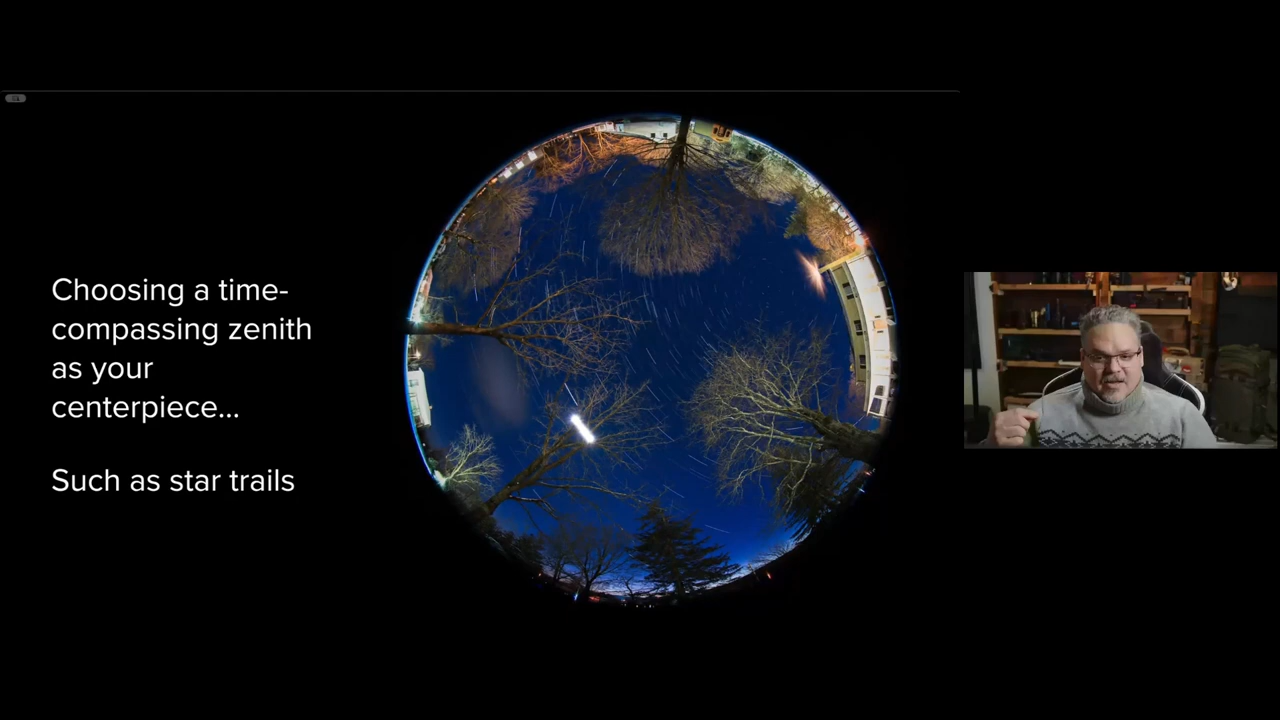 Choosing a time-
compassing zenith
as your
centerpiece...
Such as star trails